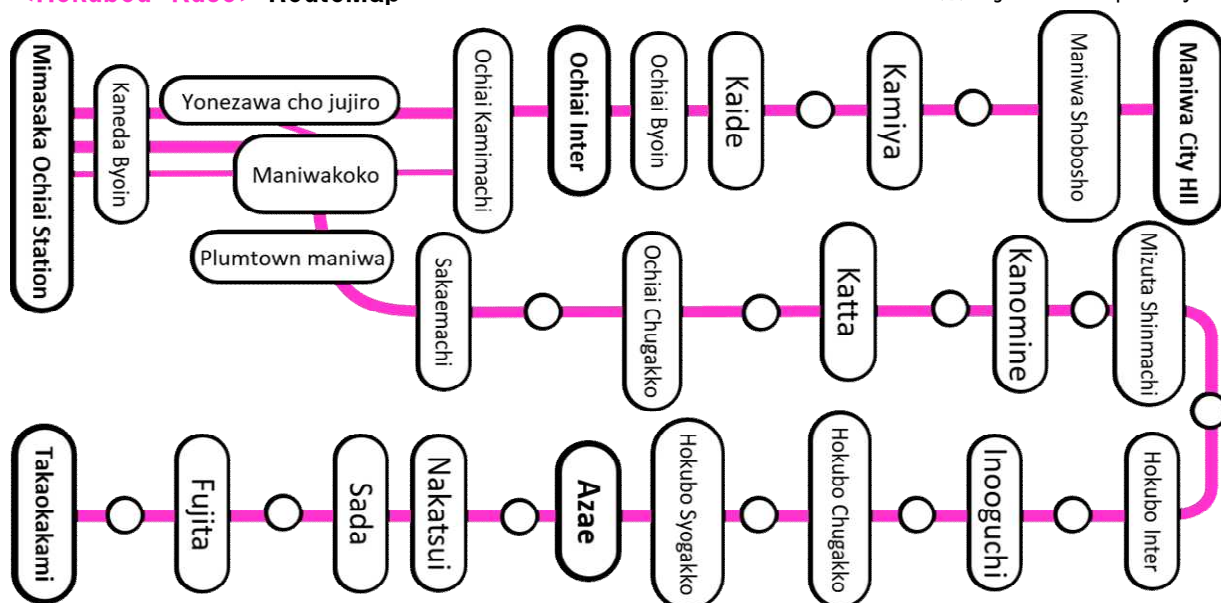 RouteMap
Mimasaka Ochiai Station
Kaneda Byoin
Yonezawa cho jujiro
Maniwakoko
Plumtown maniwa
Ochiai Kamimachi
Ochiai Inter
Ochiai Byoin
Kaide
Kamiya
Maniwa Shobosho
Maniwa City Hll
Sakaemachi
Ochiai Chugakko
Katta
Kanomine
Mizuta Shinmachi
Takaokakami
Fujita
Sada
Nakatsui
Azae
Hokubo Syogakko
Hokubo Chugakko
Inooguchi
Hokubo Inter